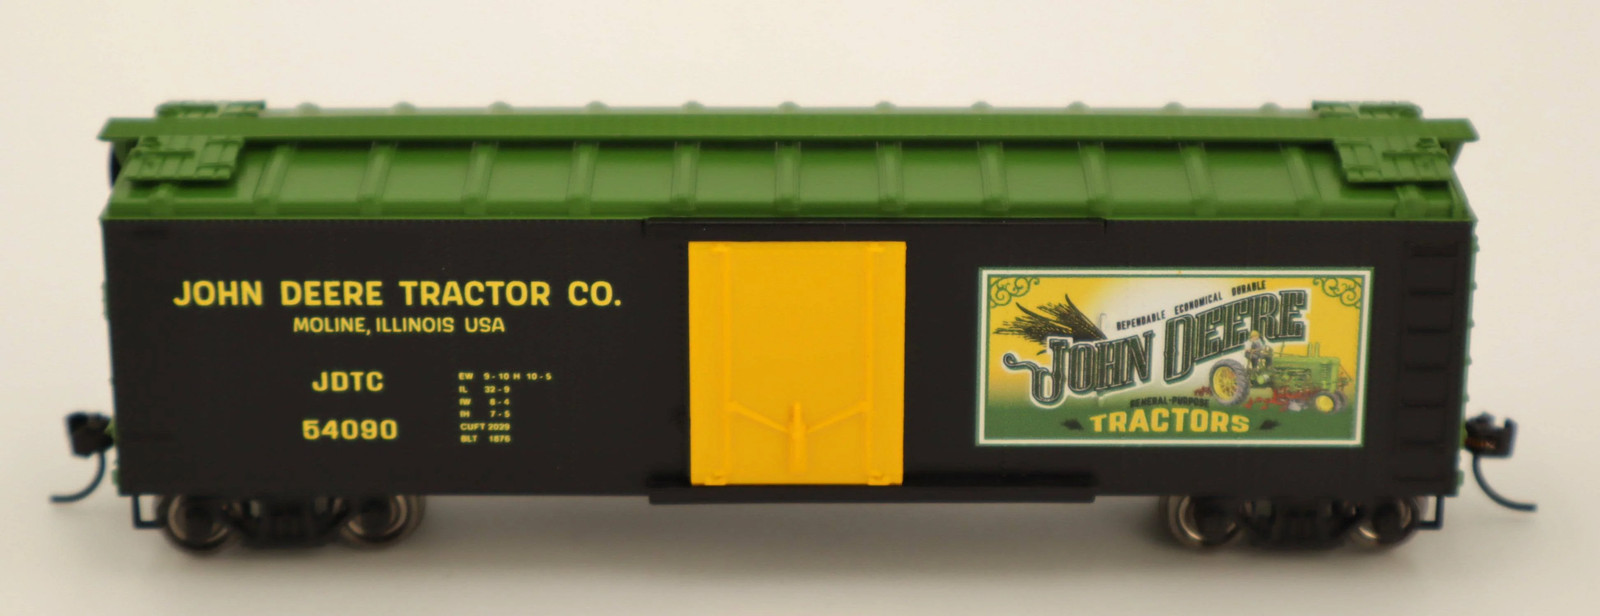 JOHN DEERE TRACTOR CO.
MOLINE, ILLINOIS USA
JDTC
54090
EW 9-10 H 10-5
IL 32-9
IW 8-4
IH 7-5
CUFT 2029
BLT 1876
DEPENDABLE ECONOMICAL DURABLE
JOHN DEERE
GENERAL-PURPOSE
TRACTORS